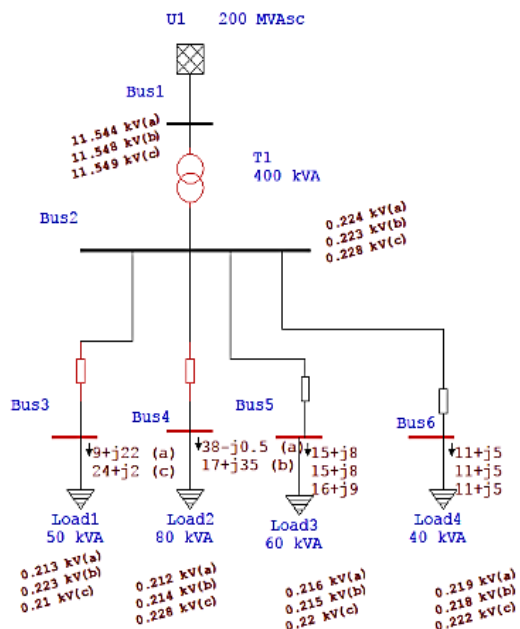 U1 200 MVAsc
Bus1
11.544 kV(a)
11.548 kV(b)
11.549 kV(c)
T1
400 kVA
Bus2
0.224 kV(a)
0.223 kV(b)
0.228 kV(c)
Bus3
9+j22 (a)
24+j2 (c)
Load1
50 kVA
0.213 kV(a)
0.223 kV(b)
0.21 kV(c)
Bus4
38-j0.5 (a)
17+j35 (b)
Load2
80 kVA
0.212 kV(a)
0.214 kV(b)
0.228 kV(c)
Bus5
15+j8
15+j8
16+j9
Load3
60 kVA
0.216 kV(a)
0.215 kV(b)
0.22 kV(c)
Bus6
11+j5
11+j5
11+j5
Load4
40 kVA
0.219 kV(a)
0.218 kV(b)
0.222 kV(c)